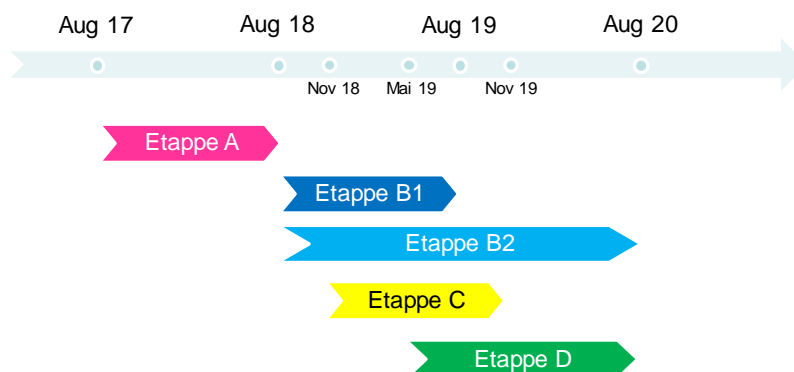 Aug 17 Aug 18 Aug 19 Aug 20
Nov 18 Mai 19 Nov 19
Etappe A
Etappe B1
Etappe B2
Etappe C
Etappe D